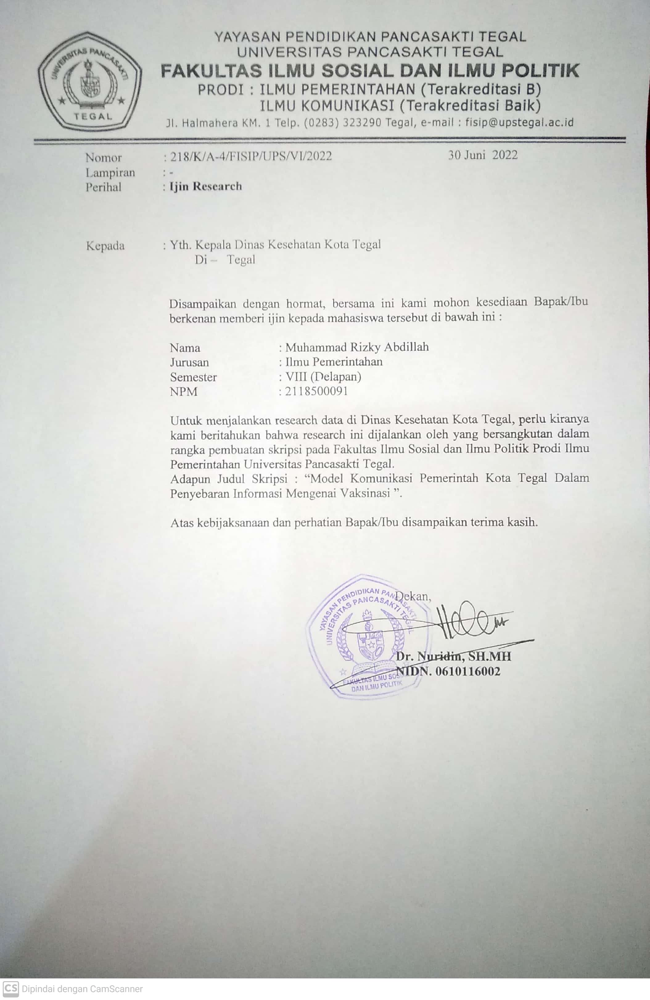 UNIVERSITAS PANCASAKTI
TEGAL
YAYASAN PENDIDIKAN PANCASAKTI TEGAL
UNIVERSITAS PANCASAKTI TEGAL
FAKULTAS ILMU SOSIAL DAN ILMU POLITIK
PRODI : ILMU PEMERINTAHAN (Terakreditasi B)
ILMU KOMUNIKASI (Terakreditasi Baik)
Jl. Halmahera KM. 1 Telp. (0283) 323290 Tegal, e-mail : fisip@upstegal.ac.id
Nomor : 218/K/A-4/FISIP/UPS/VI/2022 30 Juni 2022
Lampiran : -
Perihal : Ijin Research
Kepada : Yth. Kepala Dinas Kesehatan Kota Tegal
Di – Tegal
Disampaikan dengan hormat, bersama ini kami mohon kesediaan Bapak/Ibu
berkenan memberi ijin kepada mahasiswa tersebut di bawah ini :
Nama : Muhammad Rizky Abdillah
Jurusan : Ilmu Pemerintahan
Semester : VIII (Delapan)
NPM : 2118500091
Untuk menjalankan research data di Dinas Kesehatan Kota Tegal, perlu kiranya
kami beritahukan bahwa research ini dijalankan oleh yang bersangkutan dalam
rangka pembuatan skripsi pada Fakultas Ilmu Sosial dan Ilmu Politik Prodi Ilmu
Pemerintahan Universitas Pancasakti Tegal.
Adapun Judul Skripsi : “Model Komunikasi Pemerintah Kota Tegal Dalam
Penyebaran Informasi Mengenai Vaksinasi ”.
Atas kebijaksanaan dan perhatian Bapak/Ibu disampaikan terima kasih.
Dekan,
YAYASAN PENDIDIKAN PANCASAKTI
UNIVERSITAS PANCASAKTI TEGAL
FAKULTAS ILMU SOSIAL
DAN ILMU POLITIK
Dr. Nuridin, SH.MH
NIDN. 0610116002
CS Dipindai dengan CamScanner